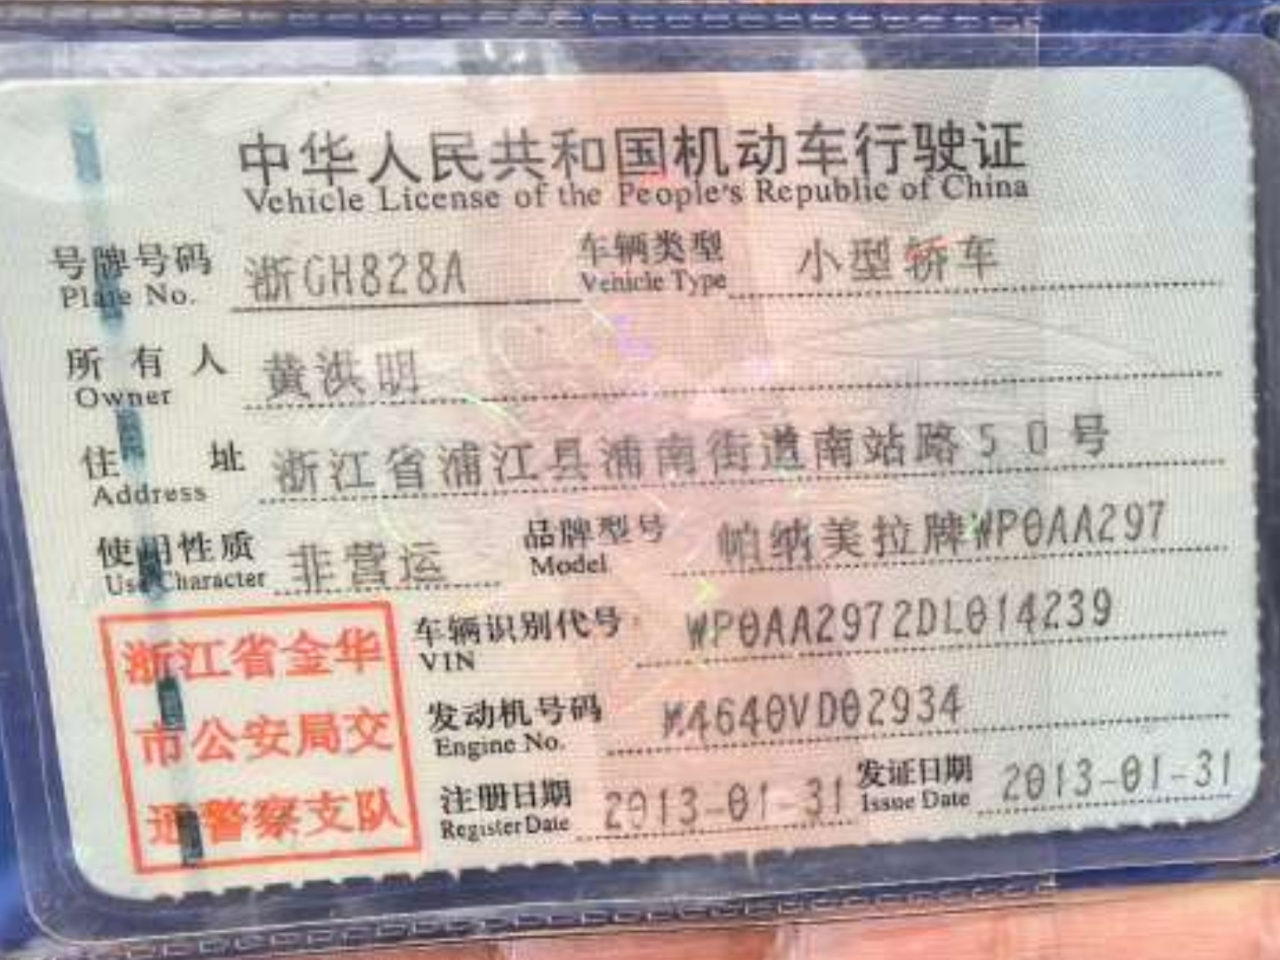 中华人民共和国机动车行驶证
Vehicle License of the People's Republic of China
号牌号码 浙GH828A 车辆类型 小型轿车
Plate No. Vehicle Type
所有人 黄洪明
Owner
住址 浙江省浦江县浦南街道南站路50号
Address
使用性质 非营运 品牌型号 帕纳美拉牌WP0AA297
Use Character Model
浙江省金华
市公安局交
通警察支队
车辆识别代号 WP0AA2972DL014239
VIN
发动机号码 M4640VD02934
Engine No.
注册日期 2013-01-31 发证日期 2013-01-31
Register Date Issue Date